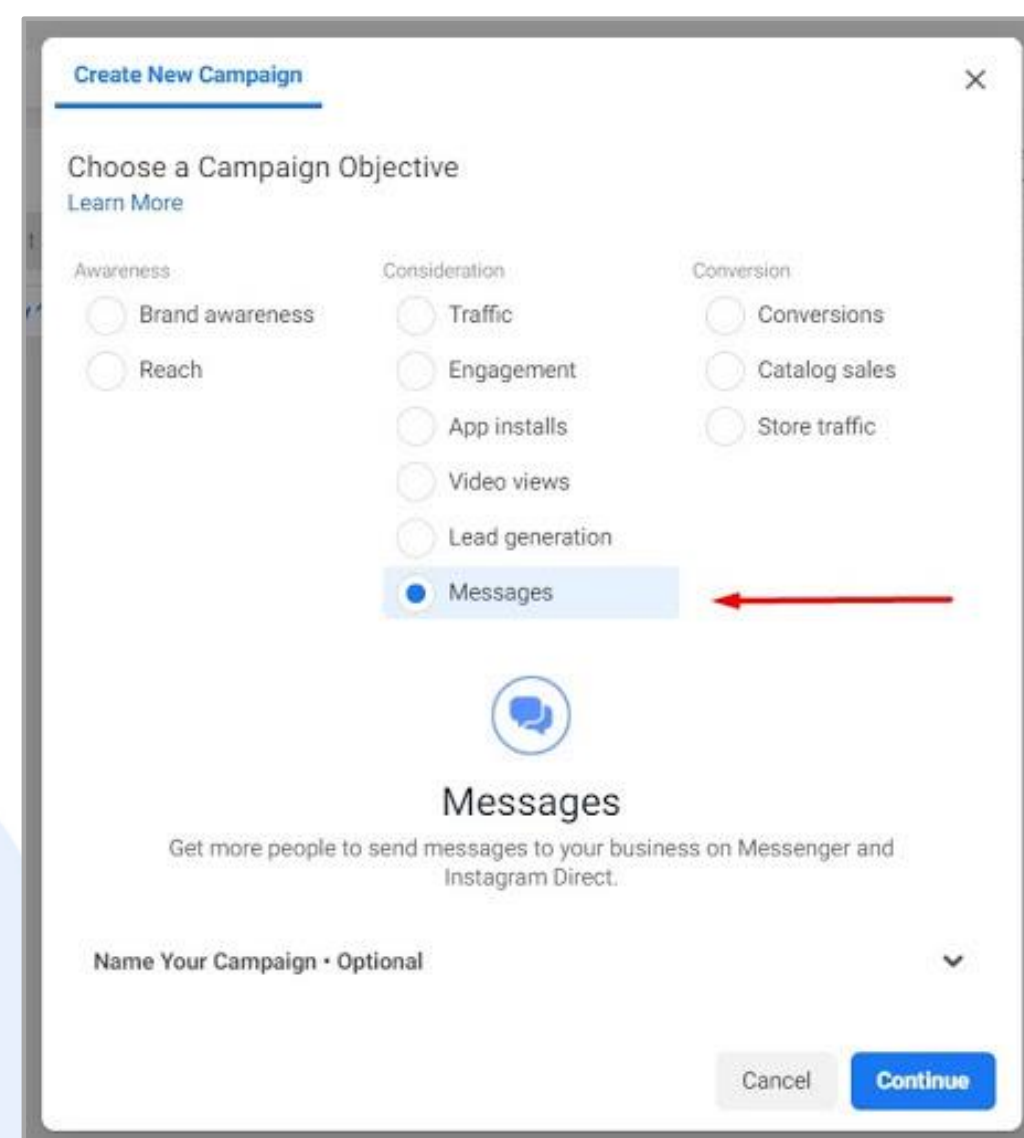 Create New Campaign
Choose a Campaign Objective
Learn More
Awareness
Brand awareness
Reach
Consideration
Traffic
Engagement
App installs
Video views
Lead generation
Messages
Conversion
Conversions
Catalog sales
Store traffic
Messages
Get more people to send messages to your business on Messenger and
Instagram Direct.
Name Your Campaign • Optional
Cancel
Continue